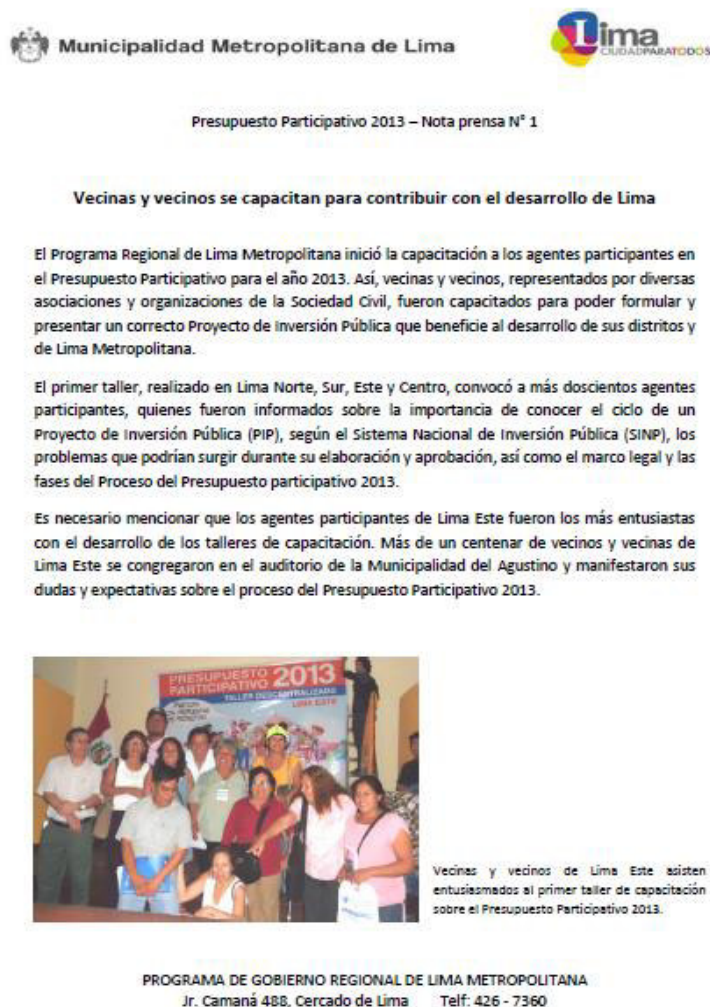 Municipalidad Metropolitana de Lima
Lima
CIUDADPARATODOS
Presupuesto Participativo 2013 – Nota prensa N° 1
Vecinas y vecinos se capacitan para contribuir con el desarrollo de Lima
El Programa Regional de Lima Metropolitana inició la capacitación a los agentes participantes en
el Presupuesto Participativo para el año 2013. Así, vecinas y vecinos, representados por diversas
asociaciones y organizaciones de la Sociedad Civil, fueron capacitados para poder formular y
presentar un correcto Proyecto de Inversión Pública que beneficie al desarrollo de sus distritos y
de Lima Metropolitana.
El primer taller, realizado en Lima Norte, Sur, Este y Centro, convocó a más doscientos agentes
participantes, quienes fueron informados sobre la importancia de conocer el ciclo de un
Proyecto de Inversión Pública (PIP), según el Sistema Nacional de Inversión Pública (SINP), los
problemas que podrían surgir durante su elaboración y aprobación, así como el marco legal y las
fases del Proceso del Presupuesto participativo 2013.
Es necesario mencionar que los agentes participantes de Lima Este fueron los más entusiastas
con el desarrollo de los talleres de capacitación. Más de un centenar de vecinos y vecinas de
Lima Este se congregaron en el auditorio de la Municipalidad del Agustino y manifestaron sus
dudas y expectativas sobre el proceso del Presupuesto Participativo 2013.
PRESUPUESTO
PARTICIPATIVO 2013
TALLER DESCENTRALIZADO
LIMA ESTE
Vecinas y vecinos de Lima Este asisten
entusiasmados al primer taller de capacitación
sobre el Presupuesto Participativo 2013.
PROGRAMA DE GOBIERNO REGIONAL DE LIMA METROPOLITANA
Jr. Camaná 488, Cercado de Lima Telf: 426 - 7360